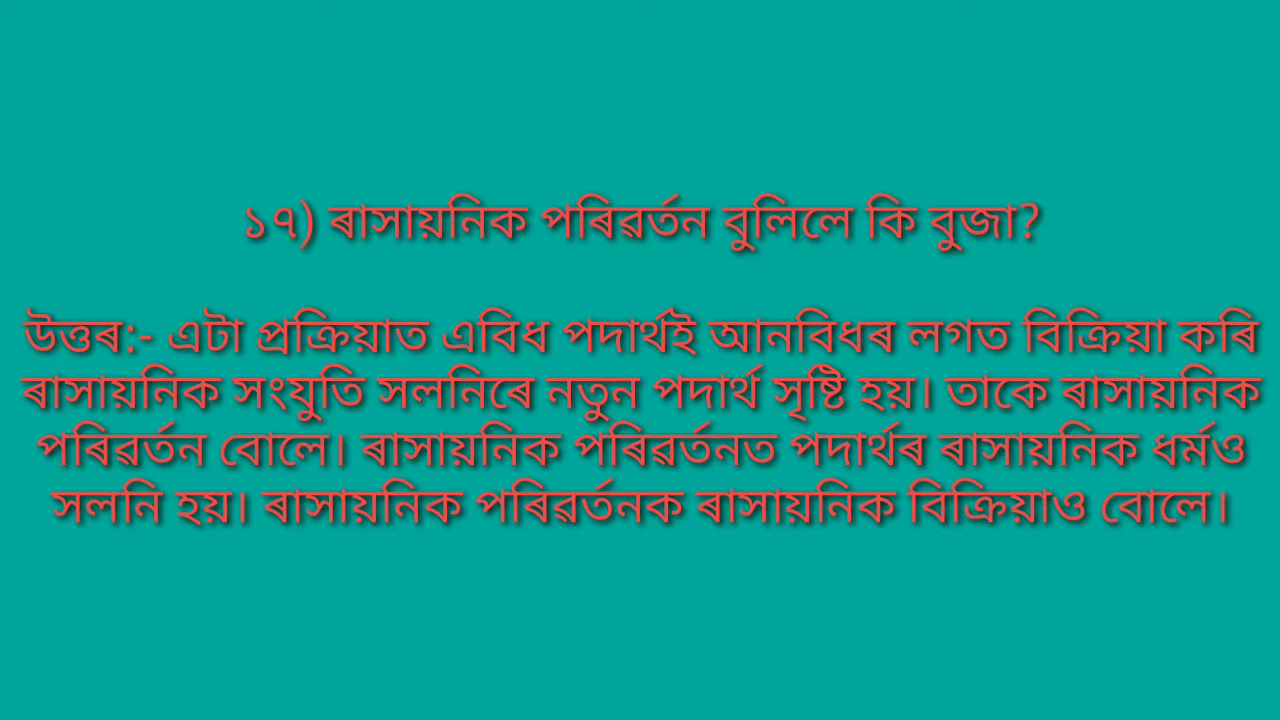 ১৭) ৰাসায়নিক পৰিৱৰ্তন বুলিলে কি বুজা?
উত্তৰ:- এটা প্ৰক্ৰিয়াত এবিধ পদাৰ্থই আনবিধৰ লগত বিক্ৰিয়া কৰি
ৰাসায়নিক সংযুতি সলনিৰে নতুন পদাৰ্থ সৃষ্টি হয়। তাকে ৰাসায়নিক
পৰিৱৰ্তন বোলে। ৰাসায়নিক পৰিৱৰ্তনত পদাৰ্থৰ ৰাসায়নিক ধৰ্মও
সলনি হয়। ৰাসায়নিক পৰিৱৰ্তনক ৰাসায়নিক বিক্ৰিয়াও বোলে।